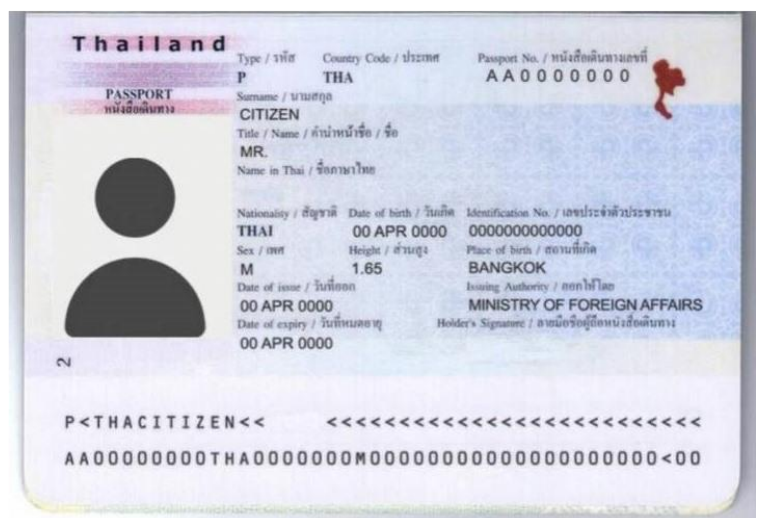 Thailand
PASSPORT
หนังสือเดินทาง
Type / รหัส Country Code / ประเทศ Passport No. / หนังสือเดินทางเลขที่
P THA AA0000000
Surname / นามสกุล
CITIZEN
Title / Name / คำนำหน้าชื่อ / ชื่อ
MR.
Name in Thai / ชื่อภาษาไทย
Nationality / สัญชาติ Date of birth / วันเกิด Identification No. / เลขประจำตัวประชาชน
THAI 00 APR 0000 0000000000000
Sex / เพศ Height / ส่วนสูง Place of birth / สถานที่เกิด
M 1.65 BANGKOK
Date of issue / วันที่ออก Issuing Authority / ออกให้โดย
00 APR 0000 MINISTRY OF FOREIGN AFFAIRS
Date of expiry / วันที่หมดอายุ Holder's Signature / ลายมือชื่อผู้ถือหนังสือเดินทาง
00 APR 0000
2
P<THACITIZEN<< <<<<<<<<<<<<<<<<<<<<<<<<<<
AA00000000THA0000000M00000000000000000000000<00